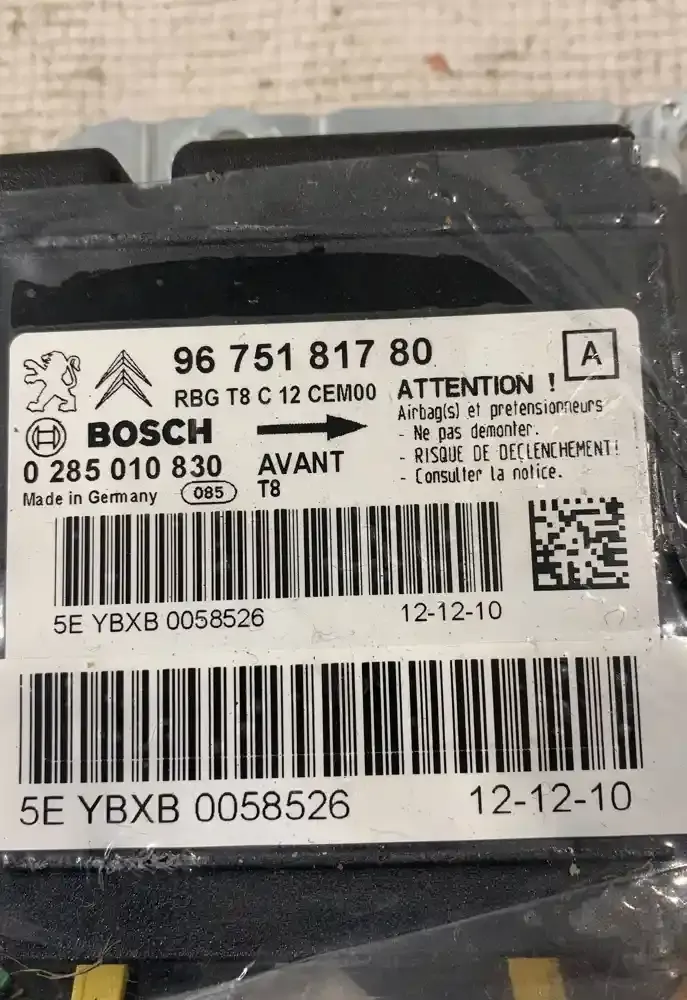 96 751 817 80
A
RBG T8 C 12 CEM00
ATTENTION !
Airbag(s) et pretensionneurs
- Ne pas demonter.
- RISQUE DE DECLENCHEMENT!
- Consulter la notice.
BOSCH
0 285 010 830
AVANT
Made in Germany
085
T8
5E YBXB 0058526
12-12-10
5E YBXB 0058526
12-12-10